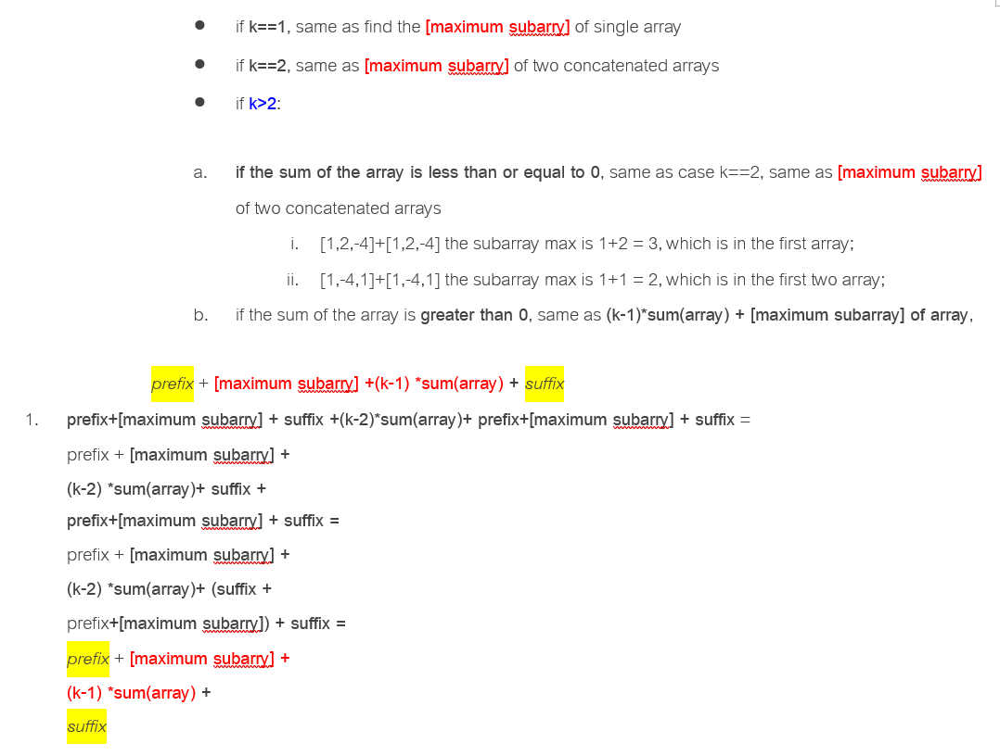 ● if k==1, same as find the [maximum subarry] of single array
● if k==2, same as [maximum subarry] of two concatenated arrays
● if k>2:
a. if the sum of the array is less than or equal to 0, same as case k==2, same as [maximum subarry]
of two concatenated arrays
i. [1,2,-4]+[1,2,-4] the subarray max is 1+2 = 3, which is in the first array;
ii. [1,-4,1]+[1,-4,1] the subarray max is 1+1 = 2, which is in the first two array;
b. if the sum of the array is greater than 0, same as (k-1)*sum(array) + [maximum subarray] of array,
prefix + [maximum subarry] +(k-1) *sum(array) + suffix
1. prefix+[maximum subarry] + suffix +(k-2)*sum(array)+ prefix+[maximum subarry] + suffix =
prefix + [maximum subarry] +
(k-2) *sum(array)+ suffix +
prefix+[maximum subarry] + suffix =
prefix + [maximum subarry] +
(k-2) *sum(array)+ (suffix +
prefix+[maximum subarry]) + suffix =
prefix + [maximum subarry] +
(k-1) *sum(array) +
suffix